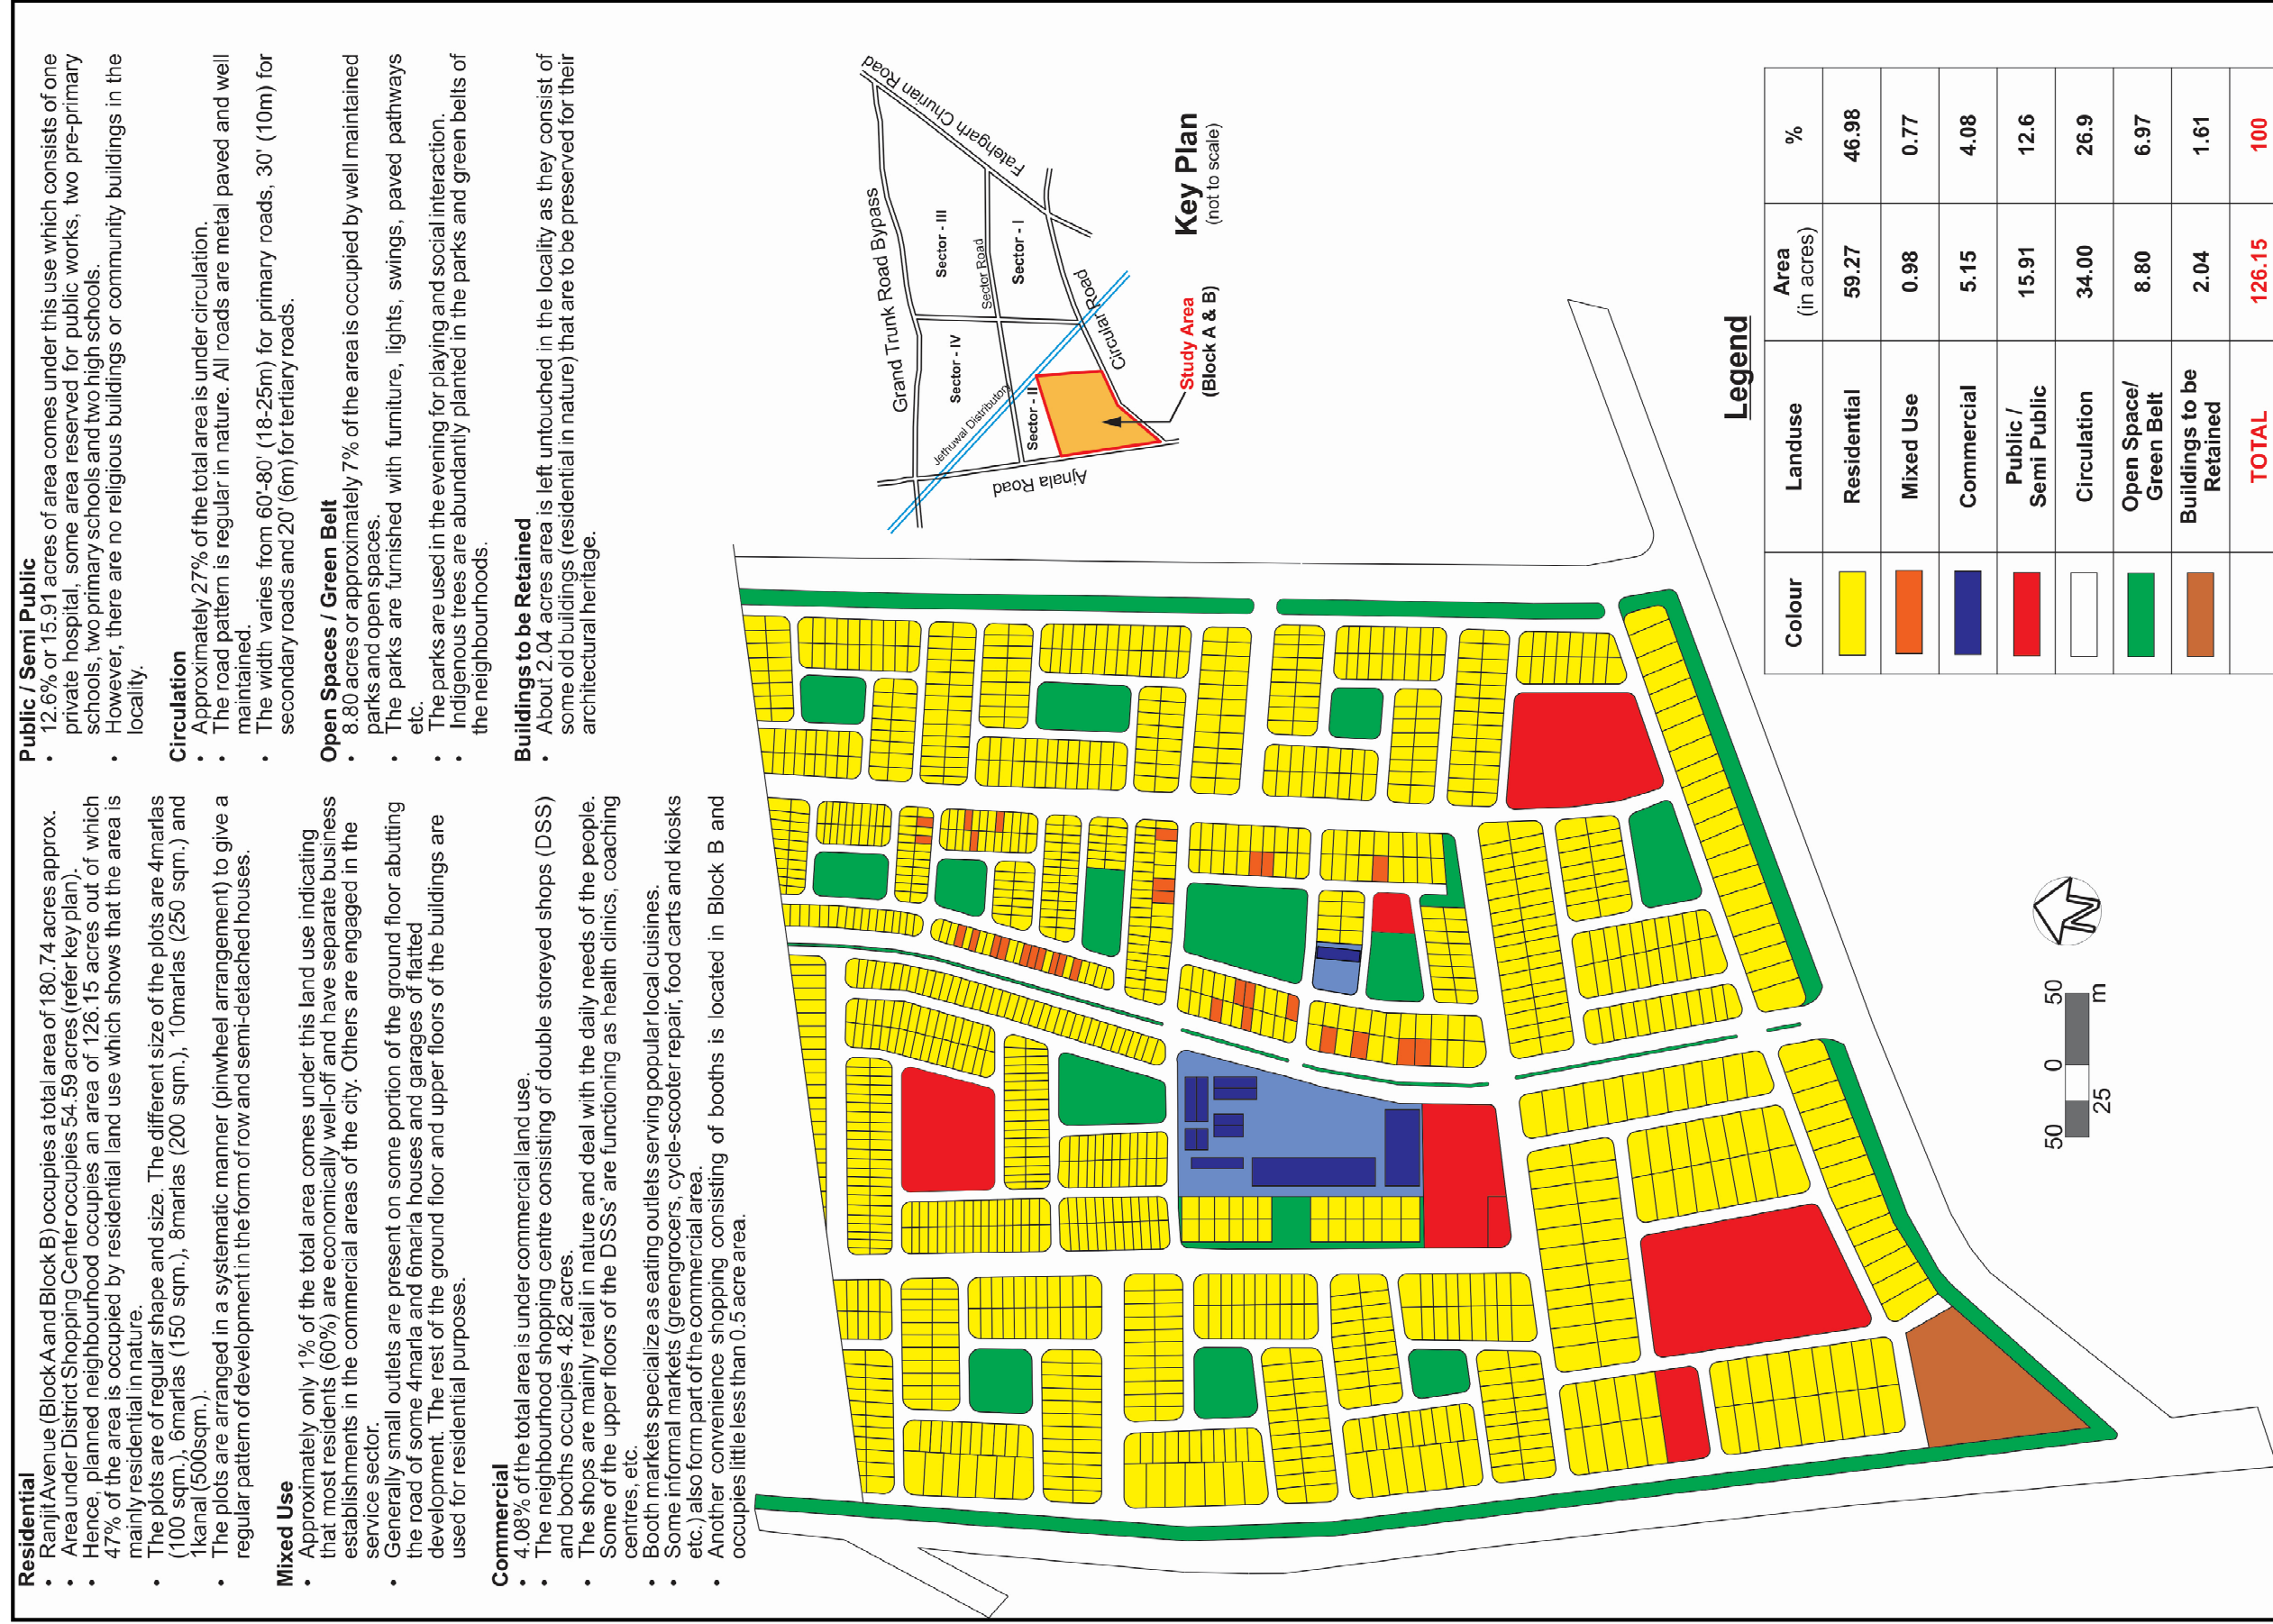 Residential
• Ranjit Avenue (Block A and Block B) occupies a total area of 180.74 acres approx.
• Area under District Shopping Center occupies 54.59 acres (refer key plan).
• Hence, planned neighbourhood occupies an area of 126.15 acres out of which
47% of the area is occupied by residential land use which shows that the area is
mainly residential in nature.
• The plots are of regular shape and size. The different size of the plots are 4marlas
(100 sqm.), 6marlas (150 sqm.), 8marlas (200 sqm.), 10marlas (250 sqm.) and
1kanal (500sqm.).
• The plots are arranged in a systematic manner (pinwheel arrangement) to give a
regular pattern of development in the form of row and semi-detached houses.
Mixed Use
• Approximately only 1% of the total area comes under this land use indicating
that most residents (60%) are economically well-off and have separate business
establishments in the commercial areas of the city. Others are engaged in the
service sector.
• Generally small outlets are present on some portion of the ground floor abutting
the road of some 4marla and 6marla houses and garages of flatted
development. The rest of the ground floor and upper floors of the buildings are
used for residential purposes.
Commercial
• 4.08% of the total area is under commercial land use.
• The neighbourhood shopping centre consisting of double storeyed shops (DSS)
and booths occupies 4.82 acres.
• The shops are mainly retail in nature and deal with the daily needs of the people.
Some of the upper floors of the DSSs' are functioning as health clinics, coaching
centres, etc.
• Booth markets specialize as eating outlets serving popular local cuisines.
• Some informal markets (greengrocers, cycle-scooter repair, food carts and kiosks
etc.) also form part of the commercial area.
• Another convenience shopping consisting of booths is located in Block B and
occupies little less than 0.5 acre area.
Public / Semi Public
• 12.6% or 15.91 acres of area comes under this use which consists of one
private hospital, some area reserved for public works, two pre-primary
schools, two primary schools and two high schools.
• However, there are no religious buildings or community buildings in the
locality.
Circulation
• Approximately 27% of the total area is under circulation.
• The road pattern is regular in nature. All roads are metal paved and well
maintained.
• The width varies from 60'-80' (18-25m) for primary roads, 30' (10m) for
secondary roads and 20' (6m) for tertiary roads.
Open Spaces / Green Belt
• 8.80 acres or approximately 7% of the area is occupied by well maintained
parks and open spaces.
• The parks are furnished with furniture, lights, swings, paved pathways
etc.
• The parks are used in the evening for playing and social interaction.
• Indigenous trees are abundantly planted in the parks and green belts of
the neighbourhoods.
Buildings to be Retained
• About 2.04 acres area is left untouched in the locality as they consist of
some old buildings (residential in nature) that are to be preserved for their
architectural heritage.
Grand Trunk Road Bypass
Fatehgarh Churian Road
Sector - III
Sector - IV
Sector Road
Sector - I
Jethuwal Distributory
Sector - II
Circular Road
Ajnala Road
Study Area
(Block A & B)
Key Plan
(not to scale)
N
50 0 50
25 m
Legend
Colour Landuse Area (in acres) %
Residential 59.27 46.98
Mixed Use 0.98 0.77
Commercial 5.15 4.08
Public / Semi Public 15.91 12.6
Circulation 34.00 26.9
Open Space/ Green Belt 8.80 6.97
Buildings to be Retained 2.04 1.61
TOTAL 126.15 100